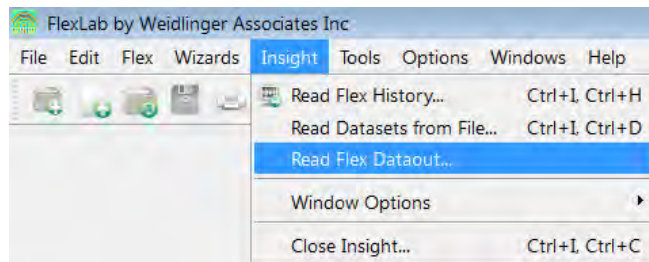 FlexLab by Weidlinger Associates Inc
File Edit Flex Wizards Insight Tools Options Windows Help
Read Flex History... Ctrl+I, Ctrl+H
Read Datasets from File... Ctrl+I, Ctrl+D
Read Flex Dataout...
Window Options
Close Insight... Ctrl+I, Ctrl+C